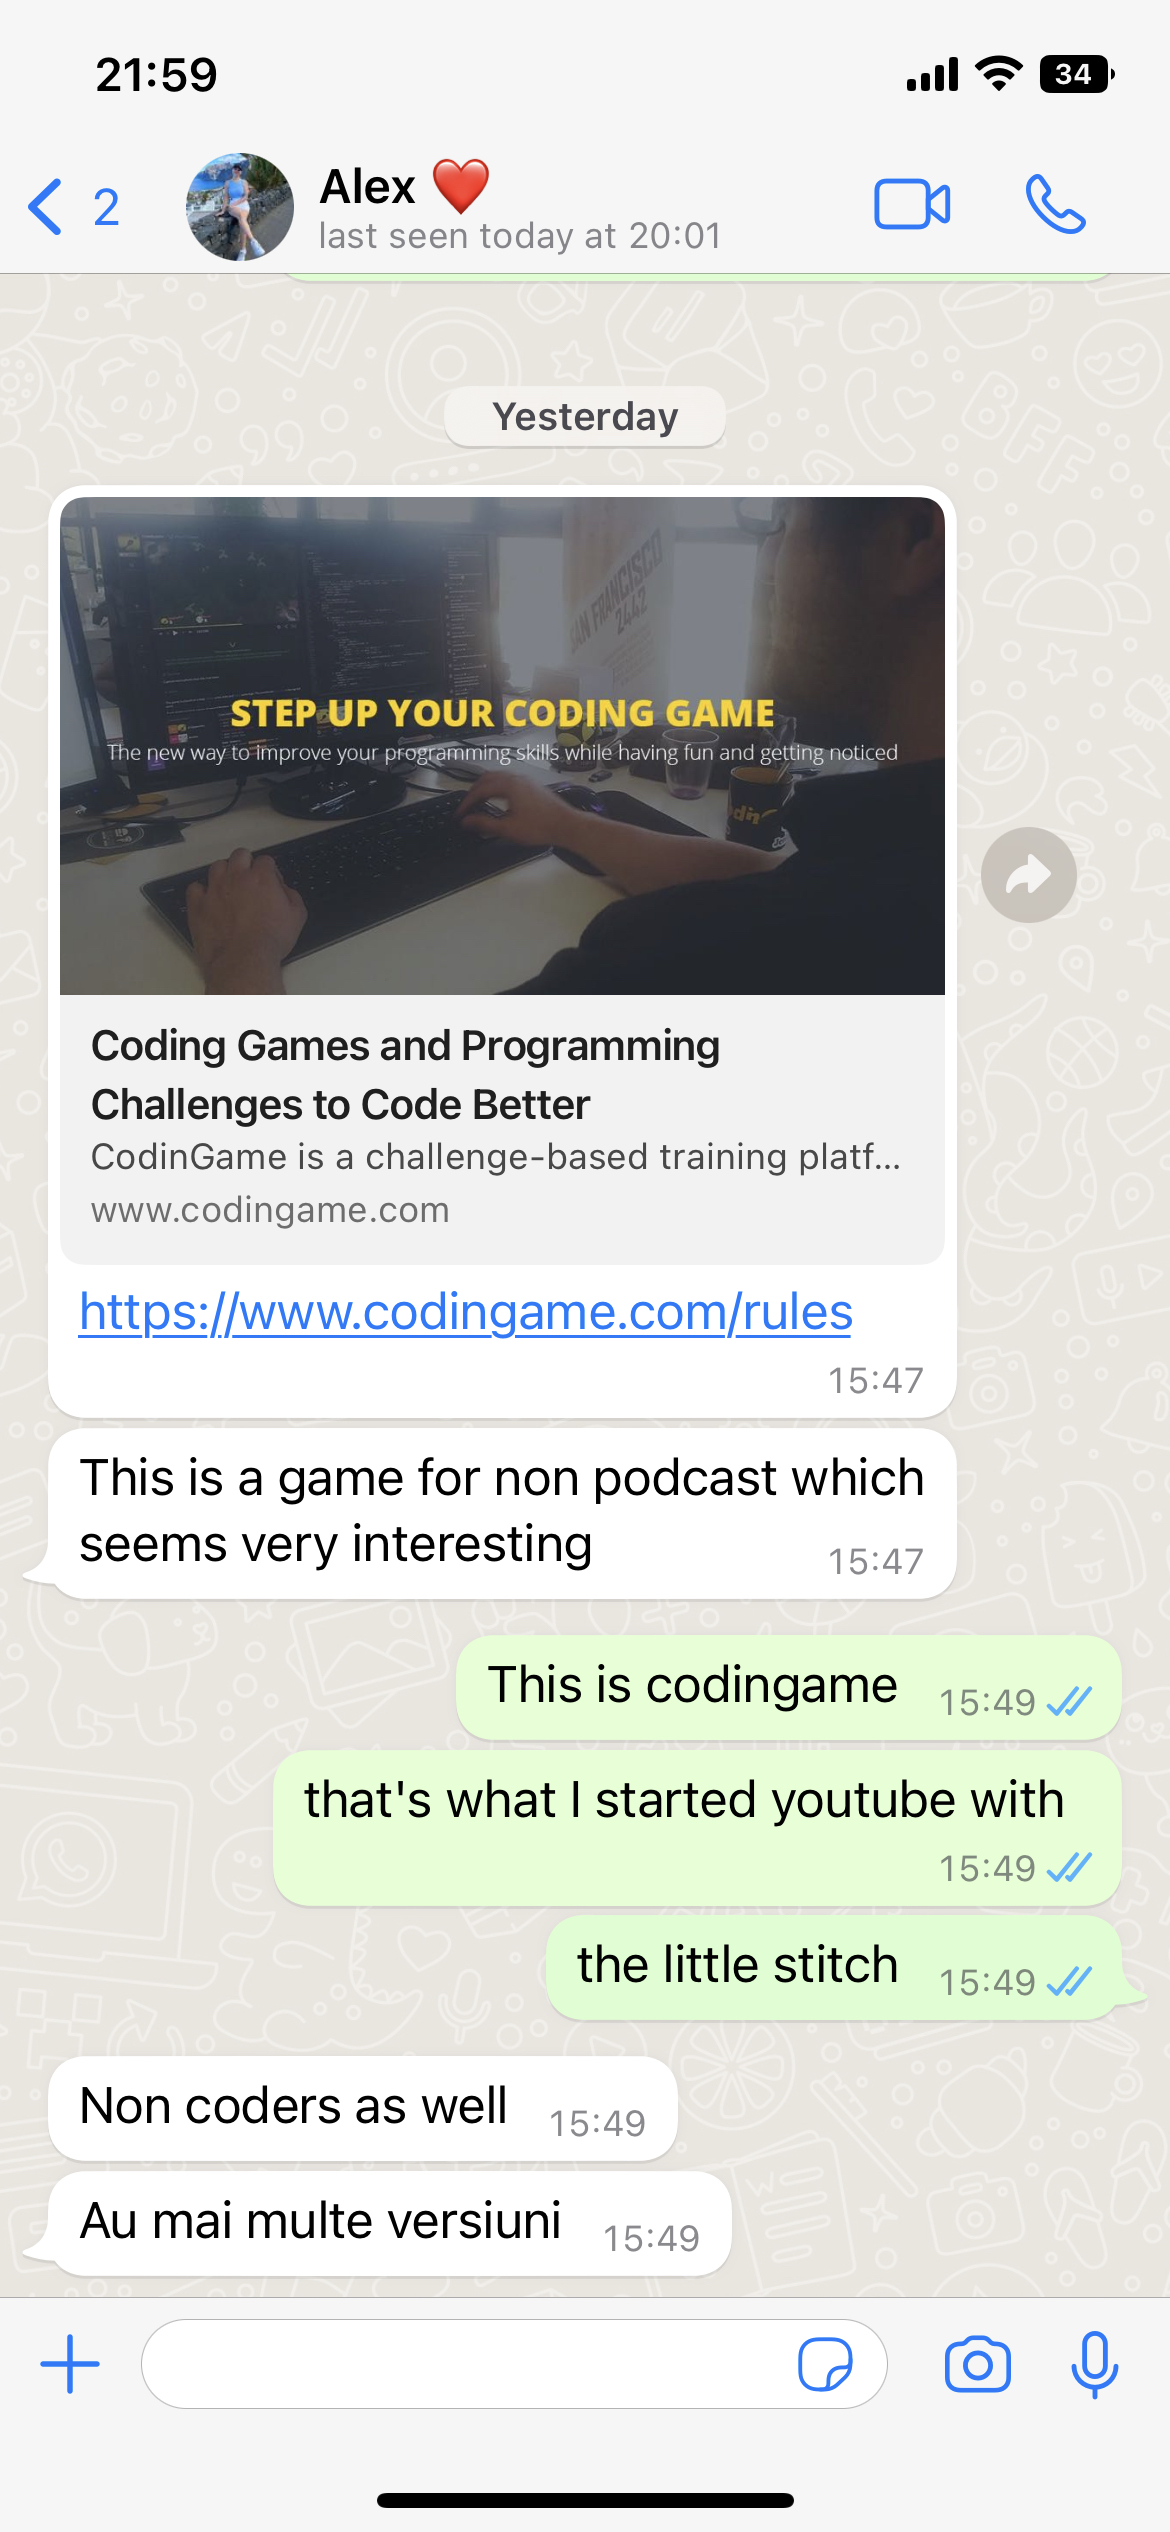 21:59
34
2
Alex ❤️
last seen today at 20:01
Yesterday
SAN FRANCISCO
2442
STEP UP YOUR CODING GAME
The new way to improve your programming skills while having fun and getting noticed
Coding Games and Programming
Challenges to Code Better
CodinGame is a challenge-based training platf...
www.codingame.com
https://www.codingame.com/rules
15:47
This is a game for non podcast which
seems very interesting
15:47
This is codingame
15:49
that's what I started youtube with
15:49
the little stitch
15:49
Non coders as well
15:49
Au mai multe versiuni
15:49